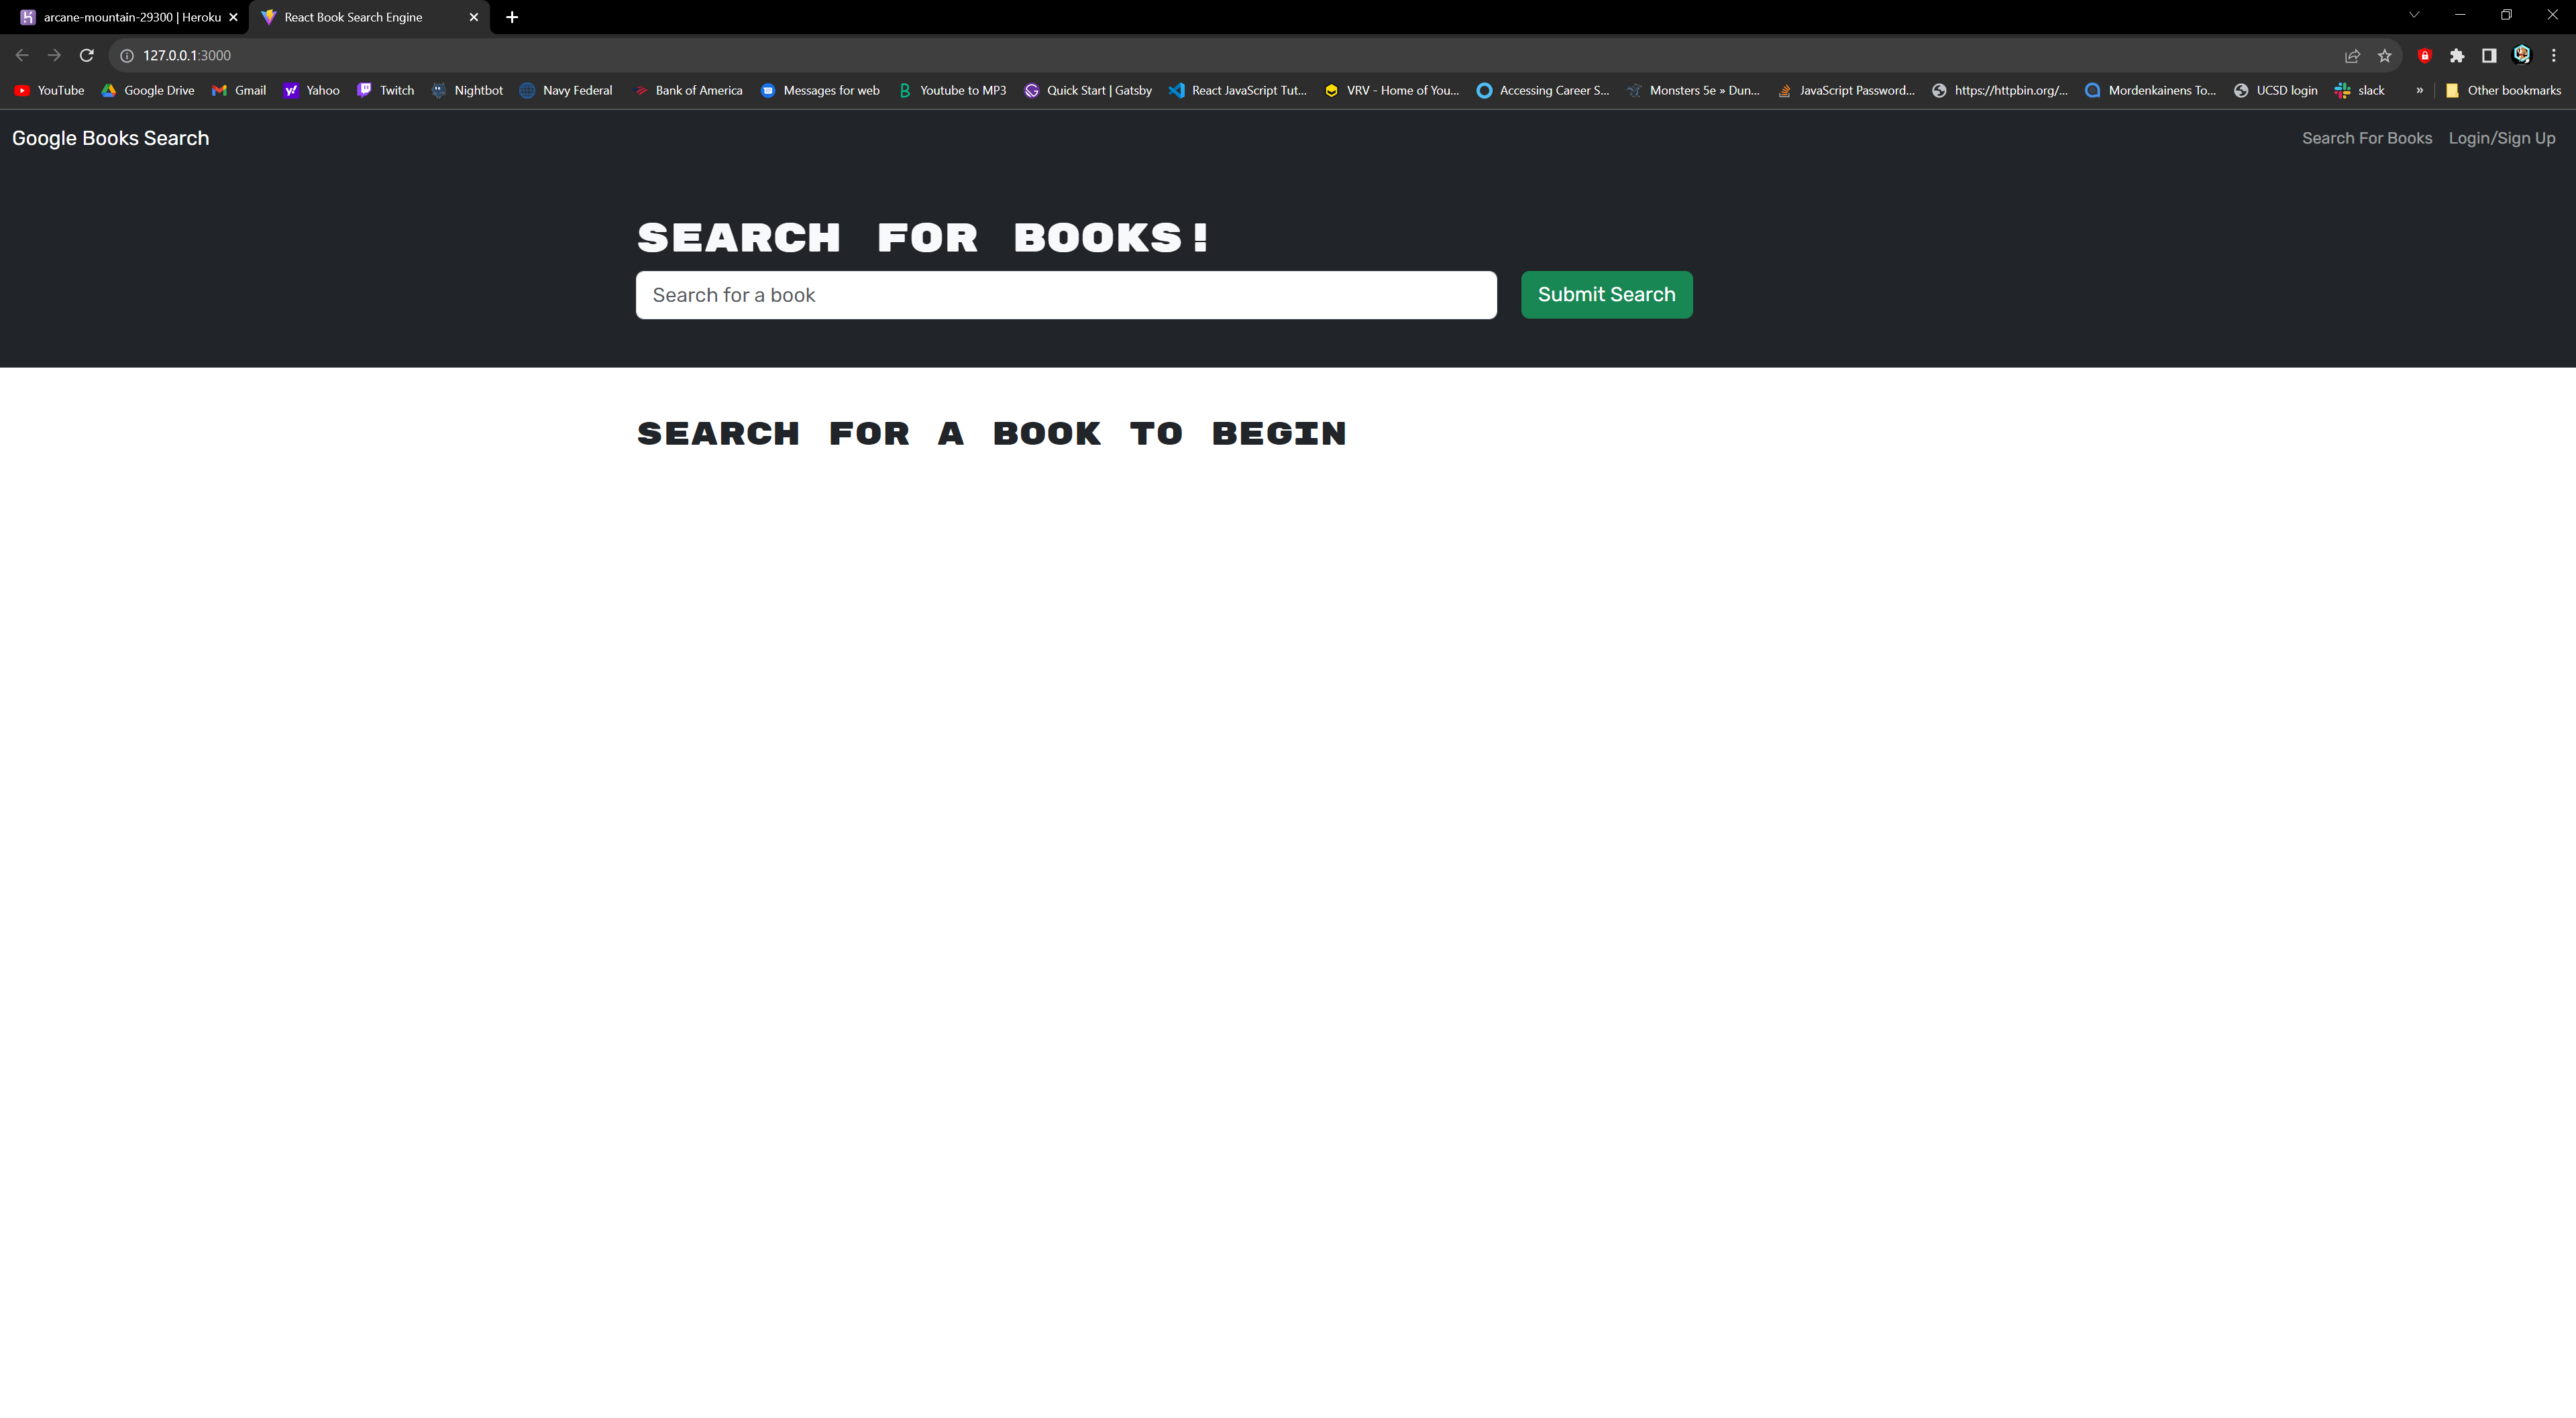 arcane-mountain-29300 | Heroku React Book Search Engine
127.0.0.1:3000
YouTube Google Drive Gmail Yahoo Twitch Nightbot Navy Federal Bank of America Messages for web Youtube to MP3 Quick Start | Gatsby React JavaScript Tut... VRV - Home of You... Accessing Career S... Monsters 5e » Dun... JavaScript Password... https://httpbin.org/... Mordenkainens To... UCSD login slack » Other bookmarks
Google Books Search Search For Books Login/Sign Up
SEARCH FOR BOOKS!
Search for a book Submit Search
SEARCH FOR A BOOK TO BEGIN